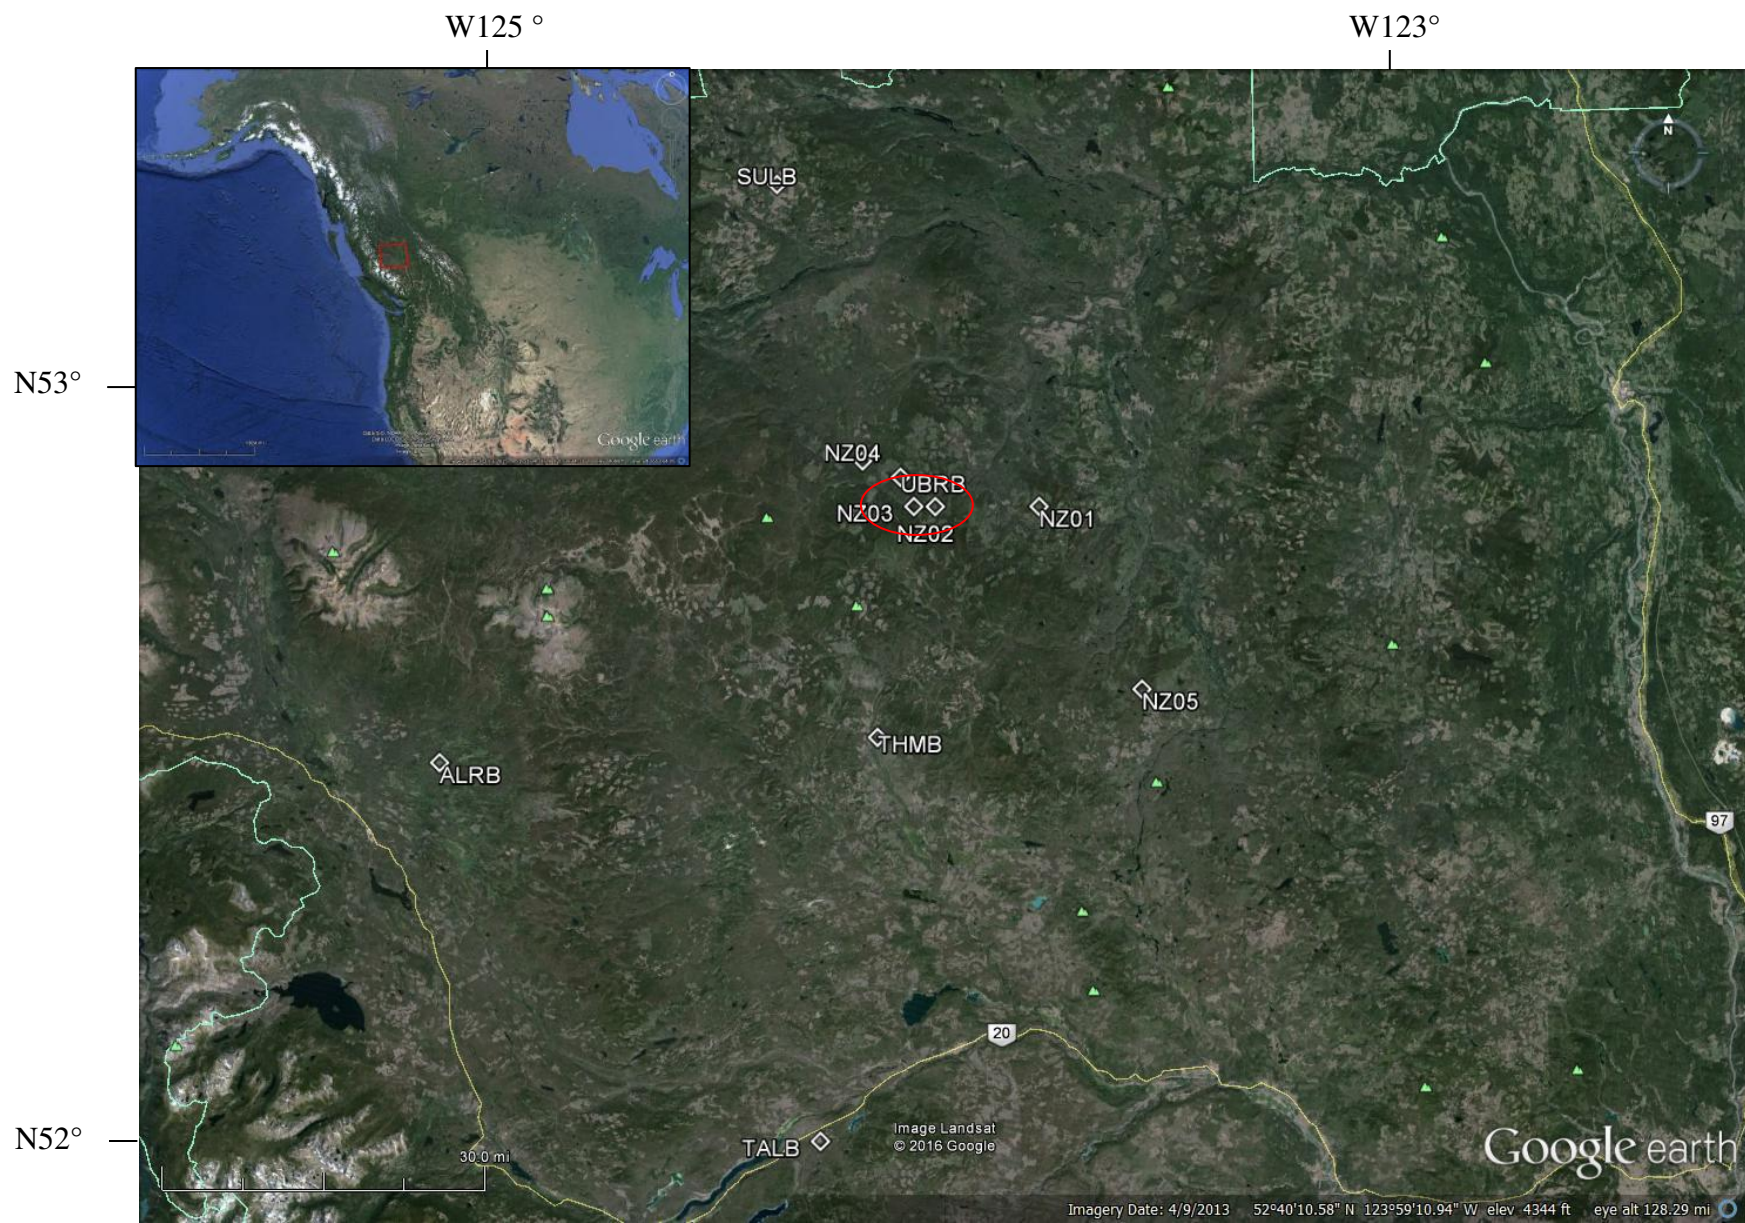 W125 °
W123°
N
SULB
N53°
Google earth
NZ04
UBRB
NZ03
NZ01
NZ02
NZ05
THMB
ALRB
97
20
N52°
TALB
Image Landsat
© 2016 Google
30.0 mi
Google earth
Imagery Date: 4/9/2013 52°40'10.58" N 123°59'10.94" W elev 4344 ft eye alt 128.29 mi